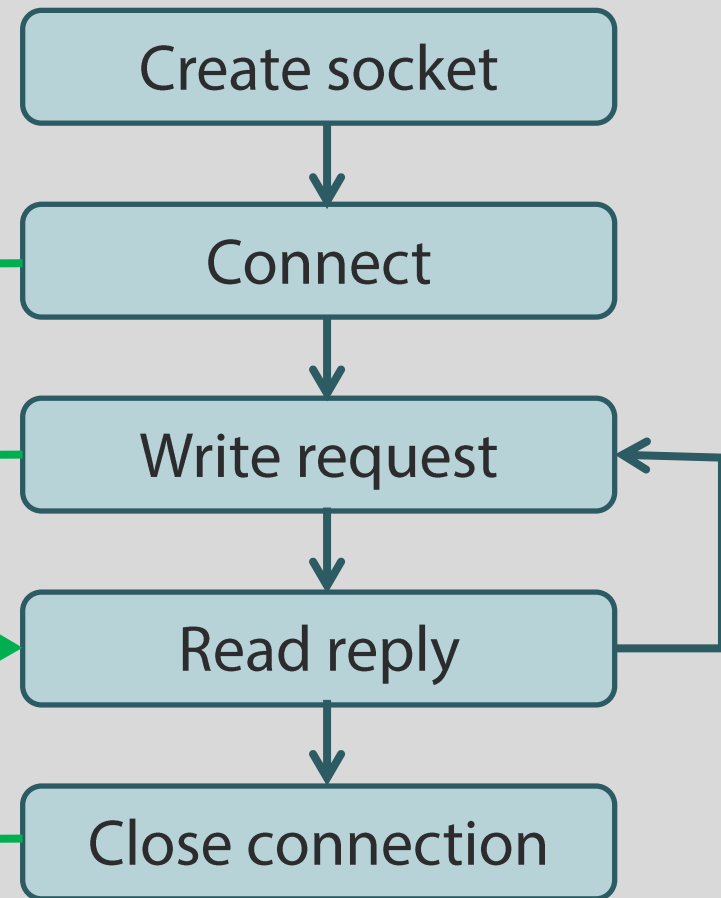 Create socket
Connect
Write request
Read reply
Close connection